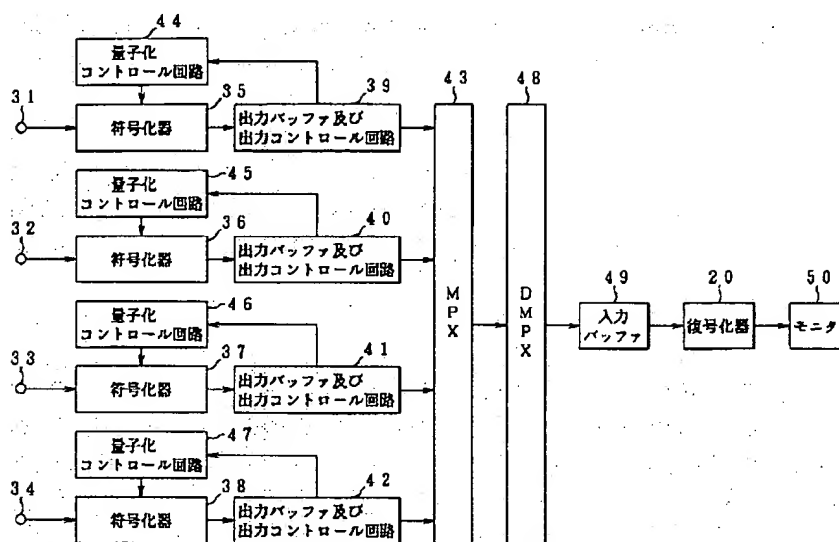 44
量子化
コントロール回路
31
35
39
43
48
符号化器
出力バッファ及び
出力コントロール回路
45
量子化
コントロール回路
32
36
40
符号化器
出力バッファ及び
出力コントロール回路
MPX
DMPX
49
20
50
入力
バッファ
復号化器
モニタ
46
量子化
コントロール回路
33
37
41
符号化器
出力バッファ及び
出力コントロール回路
47
量子化
コントロール回路
34
38
42
符号化器
出力バッファ及び
出力コントロール回路